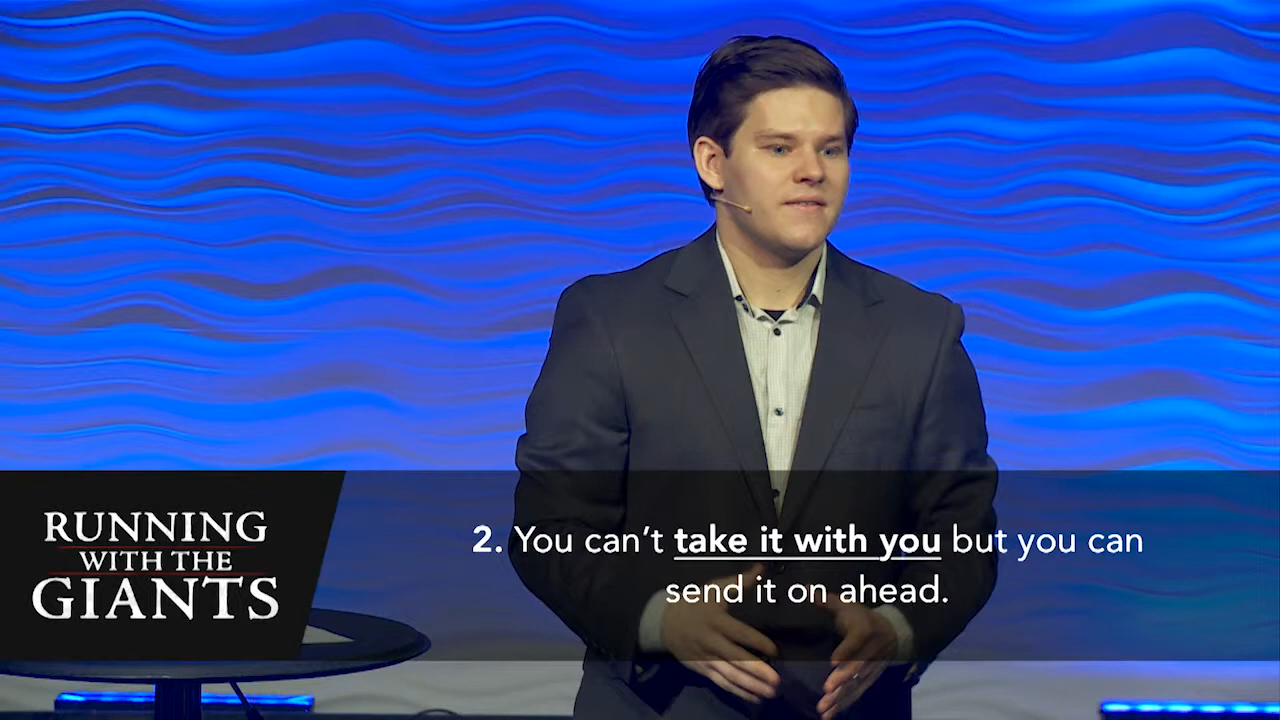 RUNNING
WITH THE
GIANTS
2. You can’t take it with you but you can
send it on ahead.